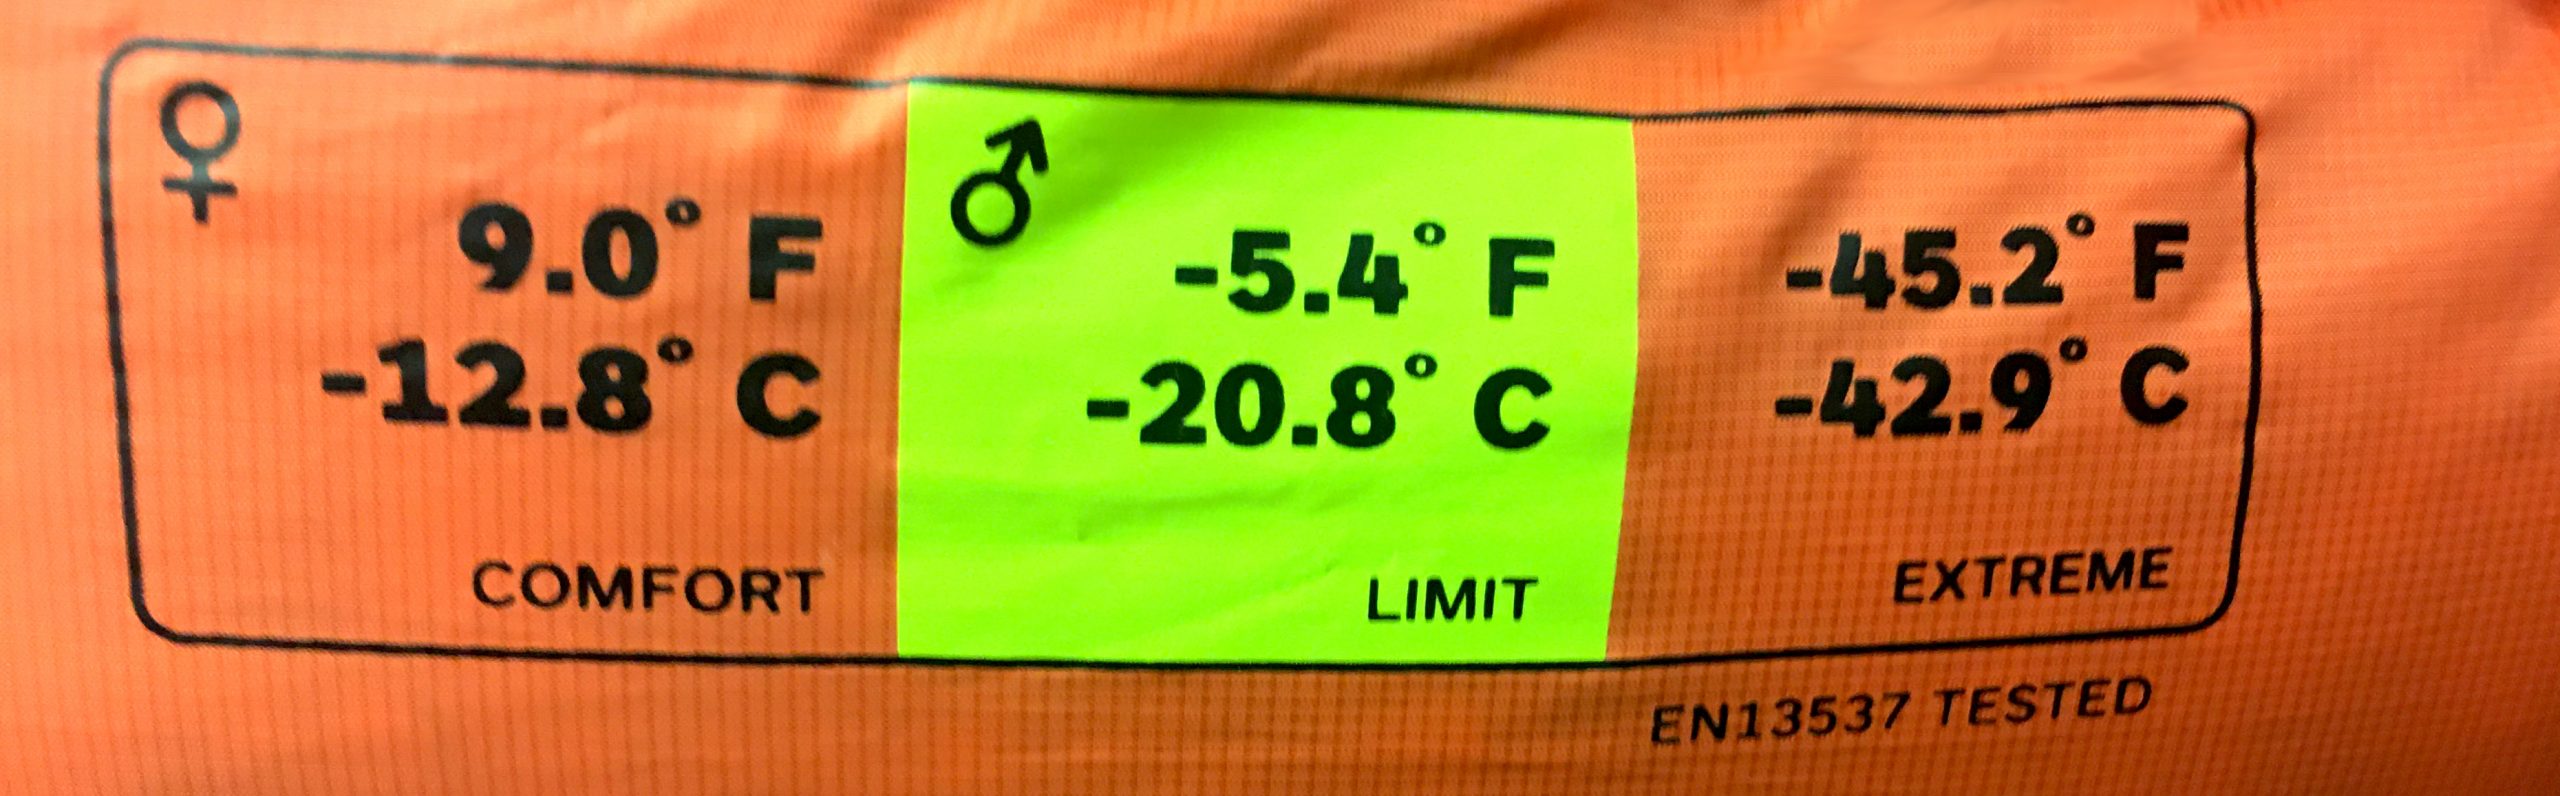 ♀
9.0° F
-12.8° C
COMFORT
♂
-5.4° F
-20.8° C
LIMIT
-45.2° F
-42.9° C
EXTREME
EN13537 TESTED